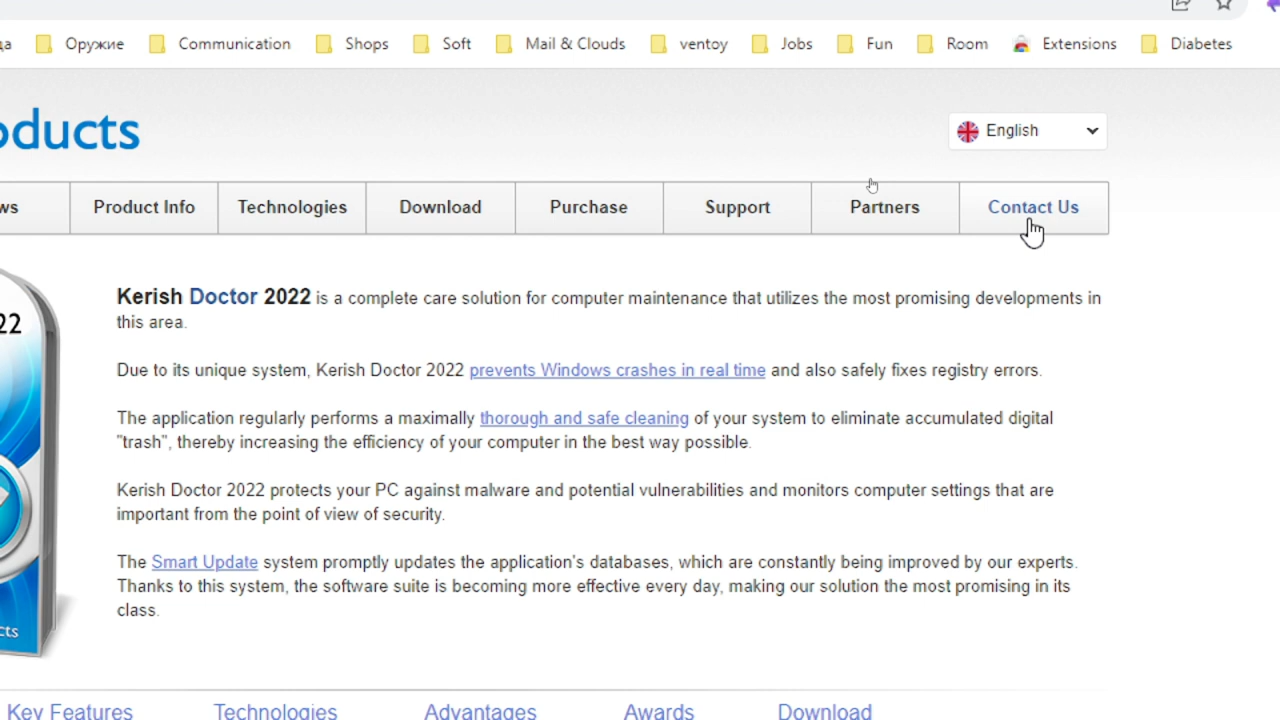 да Оружие Communication Shops Soft Mail & Clouds ventoy Jobs Fun Room Extensions Diabetes
oducts
English
ws Product Info Technologies Download Purchase Support Partners Contact Us
22
Kerish Doctor 2022 is a complete care solution for computer maintenance that utilizes the most promising developments in
this area.
Due to its unique system, Kerish Doctor 2022 prevents Windows crashes in real time and also safely fixes registry errors.
The application regularly performs a maximally thorough and safe cleaning of your system to eliminate accumulated digital
"trash", thereby increasing the efficiency of your computer in the best way possible.
Kerish Doctor 2022 protects your PC against malware and potential vulnerabilities and monitors computer settings that are
important from the point of view of security.
The Smart Update system promptly updates the application's databases, which are constantly being improved by our experts.
Thanks to this system, the software suite is becoming more effective every day, making our solution the most promising in its
class.
cts
Key Features Technologies Advantages Awards Download